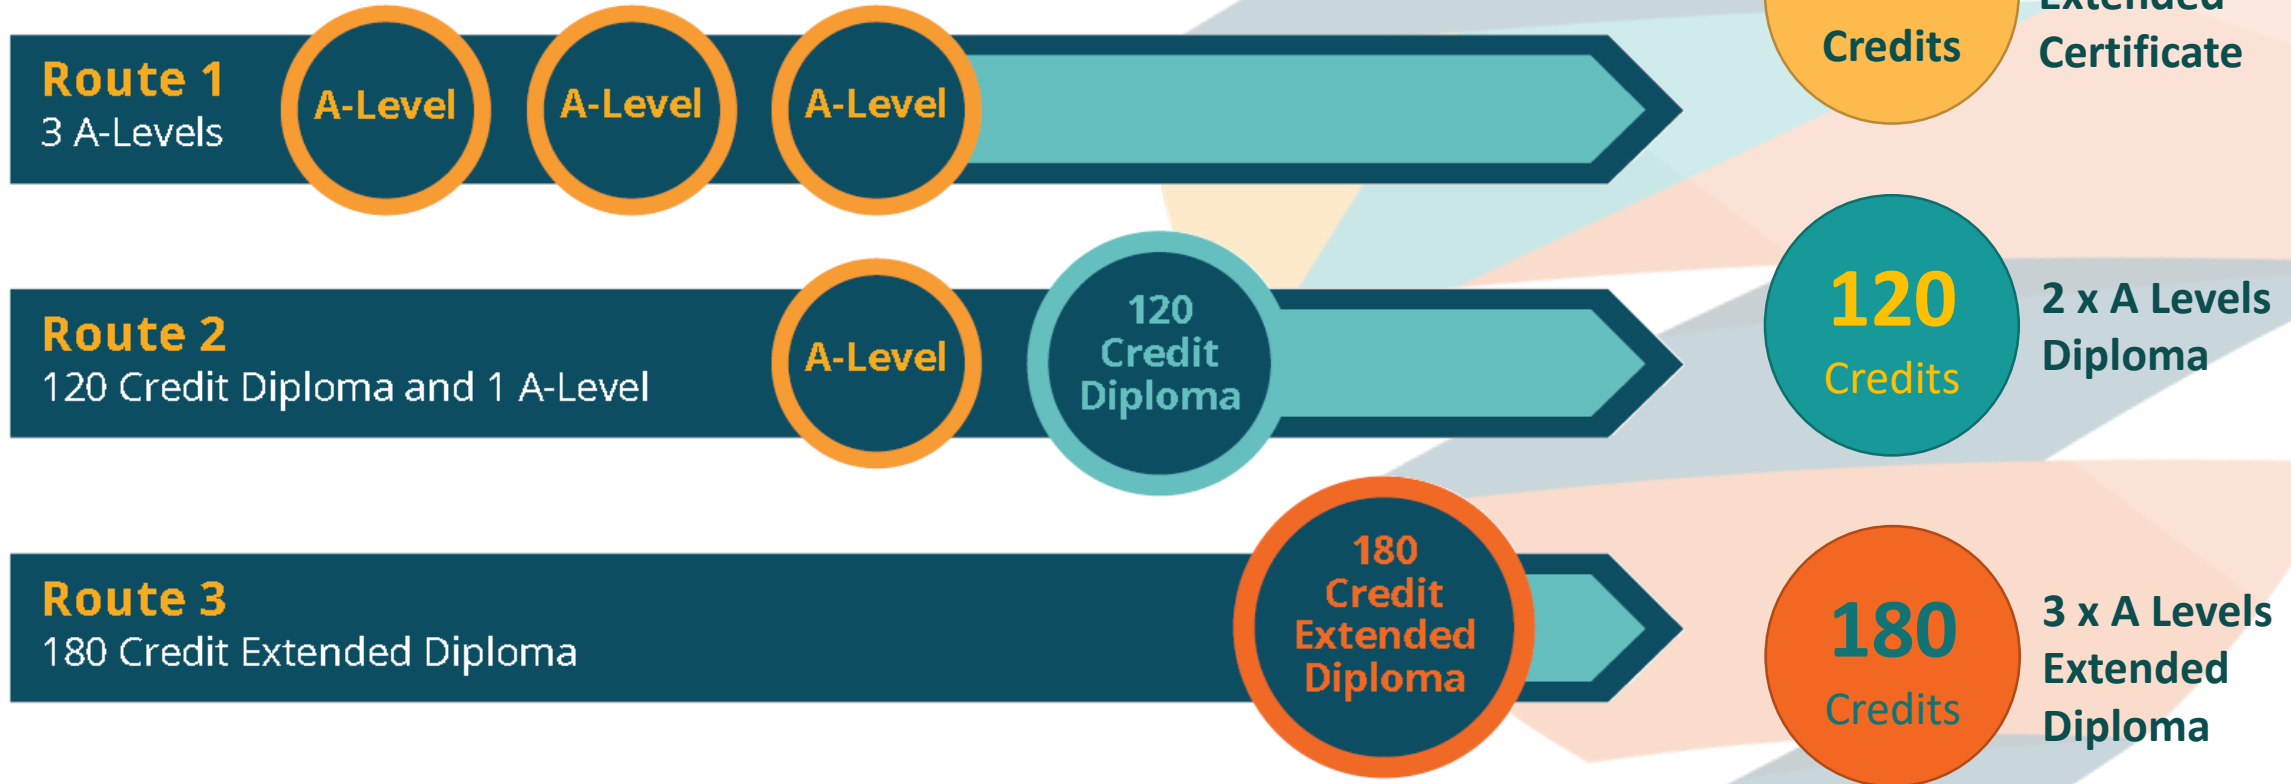 Route 1
3 A-Levels
A-Level
A-Level
A-Level
Credits
Extended
Certificate
Route 2
120 Credit Diploma and 1 A-Level
A-Level
120
Credit
Diploma
120
Credits
2 x A Levels
Diploma
Route 3
180 Credit Extended Diploma
180
Credit
Extended
Diploma
180
Credits
3 x A Levels
Extended
Diploma